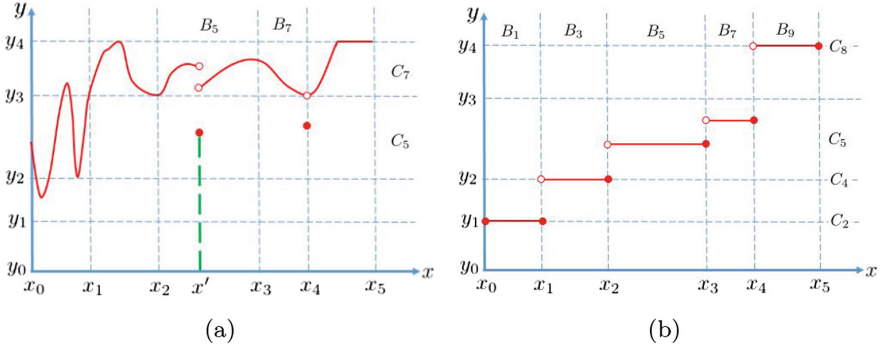 y
B₅
B₇
y₄
C₇
y₃
C₅
y₂
y₁
y₀
x
x₀
x₁
x₂
x′
x₃
x₄
x₅
(a)
y
B₁
B₃
B₅
B₇
B₉
y₄
C₈
y₃
C₅
y₂
C₄
y₁
C₂
y₀
x
x₀
x₁
x₂
x₃
x₄
x₅
(b)